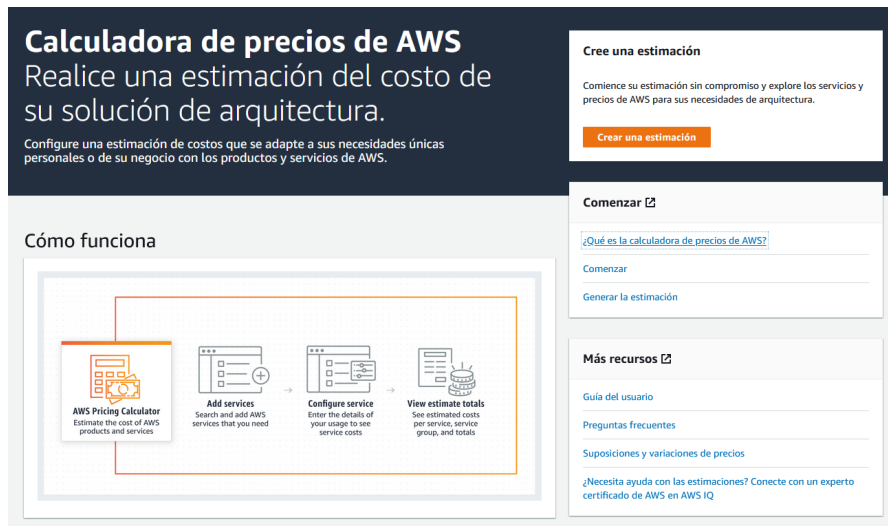 Calculadora de precios de AWS
Realice una estimación del costo de
su solución de arquitectura.
Configure una estimación de costos que se adapte a sus necesidades únicas
personales o de su negocio con los productos y servicios de AWS.
Cree una estimación
Comience su estimación sin compromiso y explore los servicios y
precios de AWS para sus necesidades de arquitectura.
Crear una estimación
Comenzar
¿Qué es la calculadora de precios de AWS?
Comenzar
Generar la estimación
Cómo funciona
AWS Pricing Calculator
Estimate the cost of AWS
products and services
Add services
Search and add AWS
services that you need
Configure service
Enter the details of
your usage to see
service costs
View estimate totals
See estimated costs
per service, service
group, and totals
Más recursos
Guía del usuario
Preguntas frecuentes
Suposiciones y variaciones de precios
¿Necesita ayuda con las estimaciones? Conecte con un experto
certificado de AWS en AWS IQ